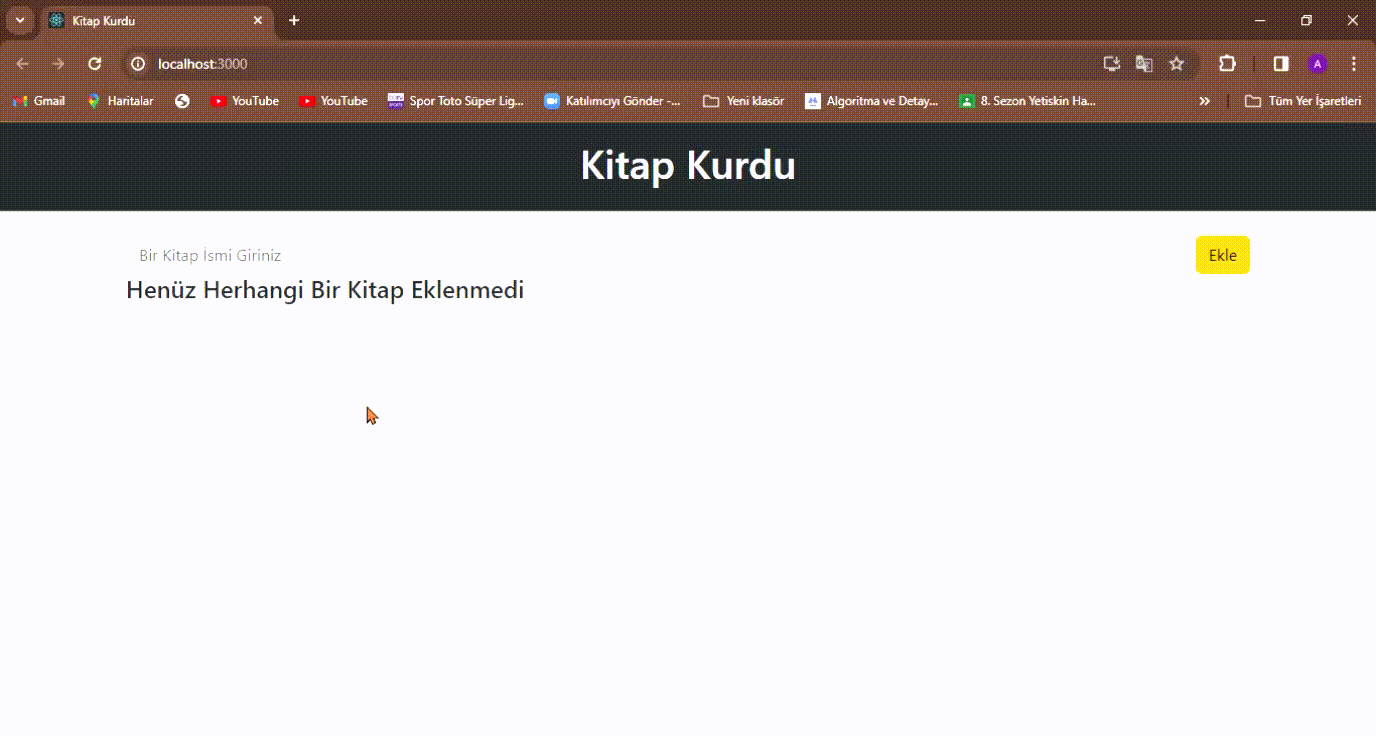 Kitap Kurdu
localhost:3000
Gmail Haritalar YouTube YouTube Spor Toto Süper Lig... Katılımcıyı Gönder -... Yeni klasör Algoritma ve Detay... 8. Sezon Yetiskin Ha... » Tüm Yer İşaretleri
Kitap Kurdu
Bir Kitap İsmi Giriniz Ekle
Henüz Herhangi Bir Kitap Eklenmedi